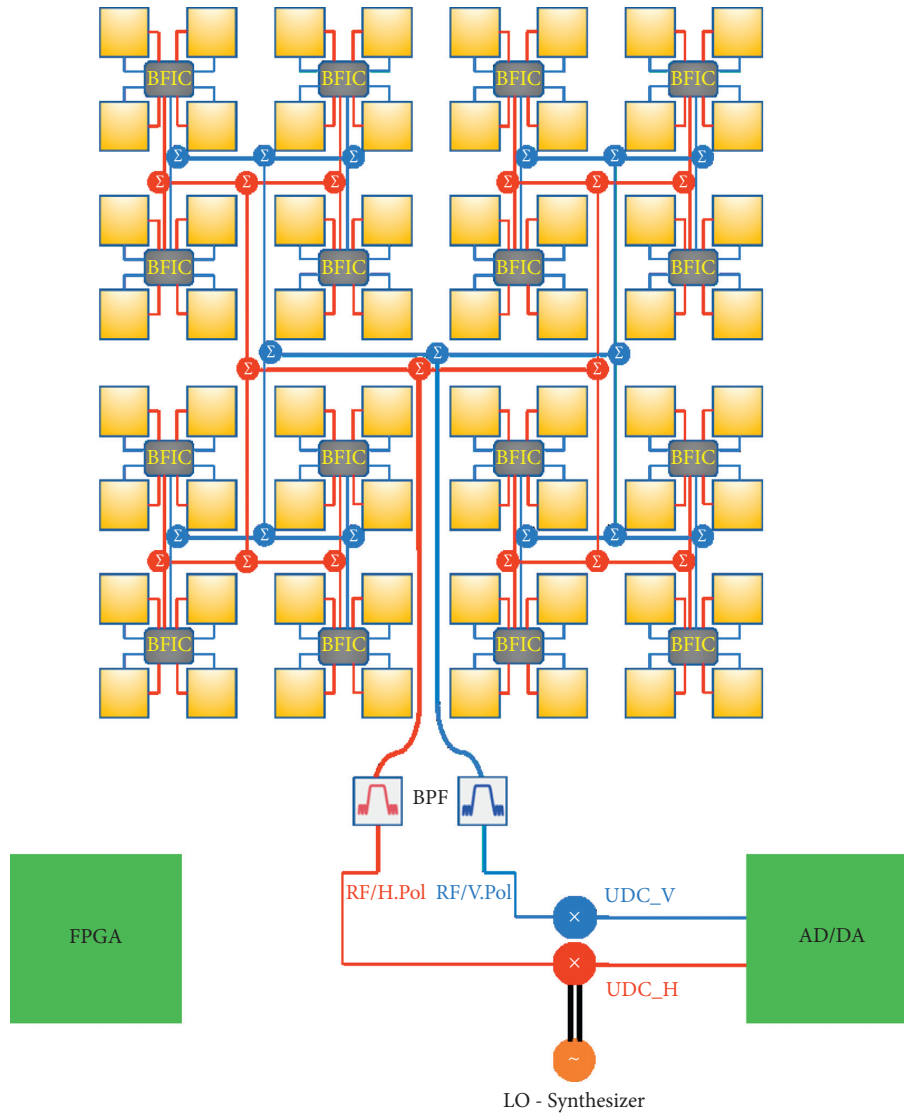 BFIC BFIC BFIC BFIC
Σ Σ Σ Σ Σ Σ
Σ Σ Σ Σ Σ Σ
BFIC BFIC BFIC BFIC
Σ Σ Σ
Σ Σ Σ
BFIC BFIC BFIC BFIC
Σ Σ Σ Σ Σ Σ
Σ Σ Σ Σ Σ Σ
BFIC BFIC BFIC BFIC
BPF
RF/H.Pol RF/V.Pol
UDC_V
×
FPGA
AD/DA
×
UDC_H
~
LO - Synthesizer